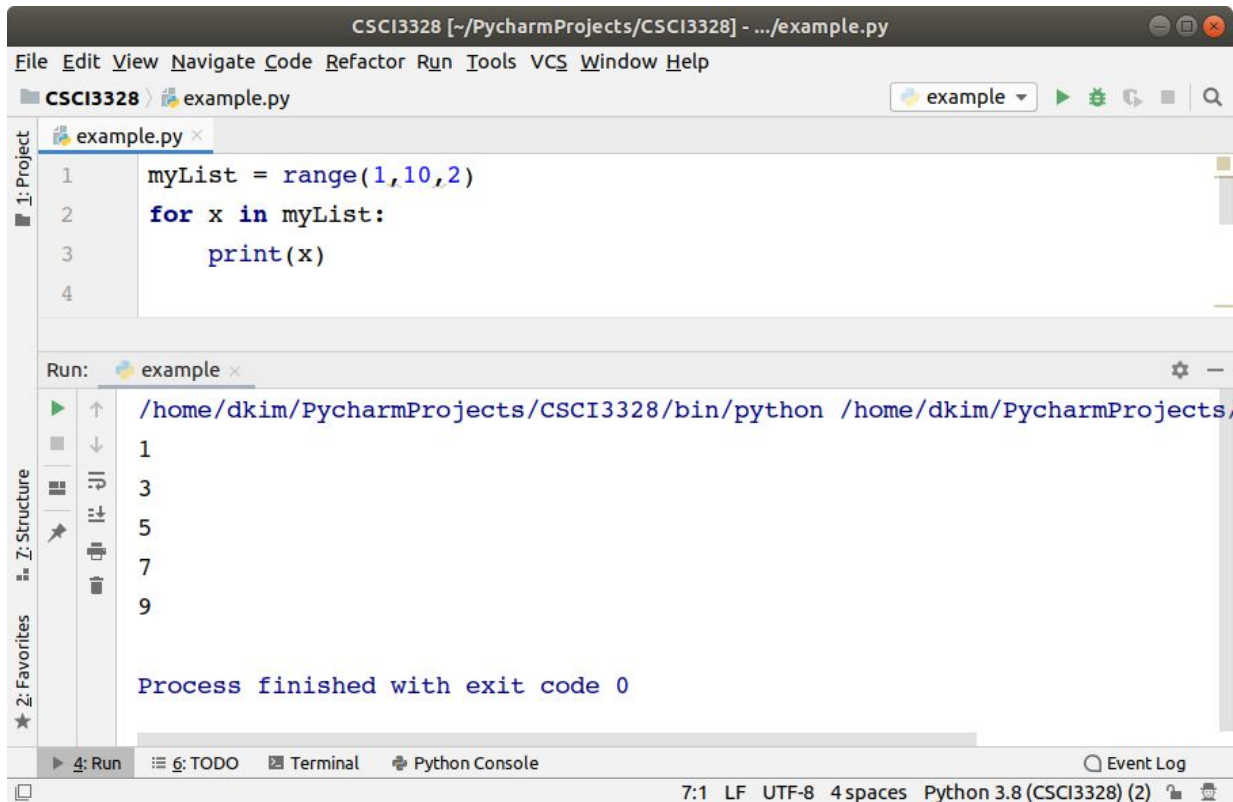 CSCI3328 [~/PycharmProjects/CSCI3328] - .../example.py
File Edit View Navigate Code Refactor Run Tools VCS Window Help
CSCI3328 example.py
example
1: Project
example.py
1 myList = range(1,10,2)
2 for x in myList:
3 print(x)
4
Run: example
/home/dkim/PycharmProjects/CSCI3328/bin/python /home/dkim/PycharmProjects/
1
3
5
7
9
Process finished with exit code 0
7: Structure
2: Favorites
4: Run 6: TODO Terminal Python Console Event Log
7:1 LF UTF-8 4 spaces Python 3.8 (CSCI3328) (2)